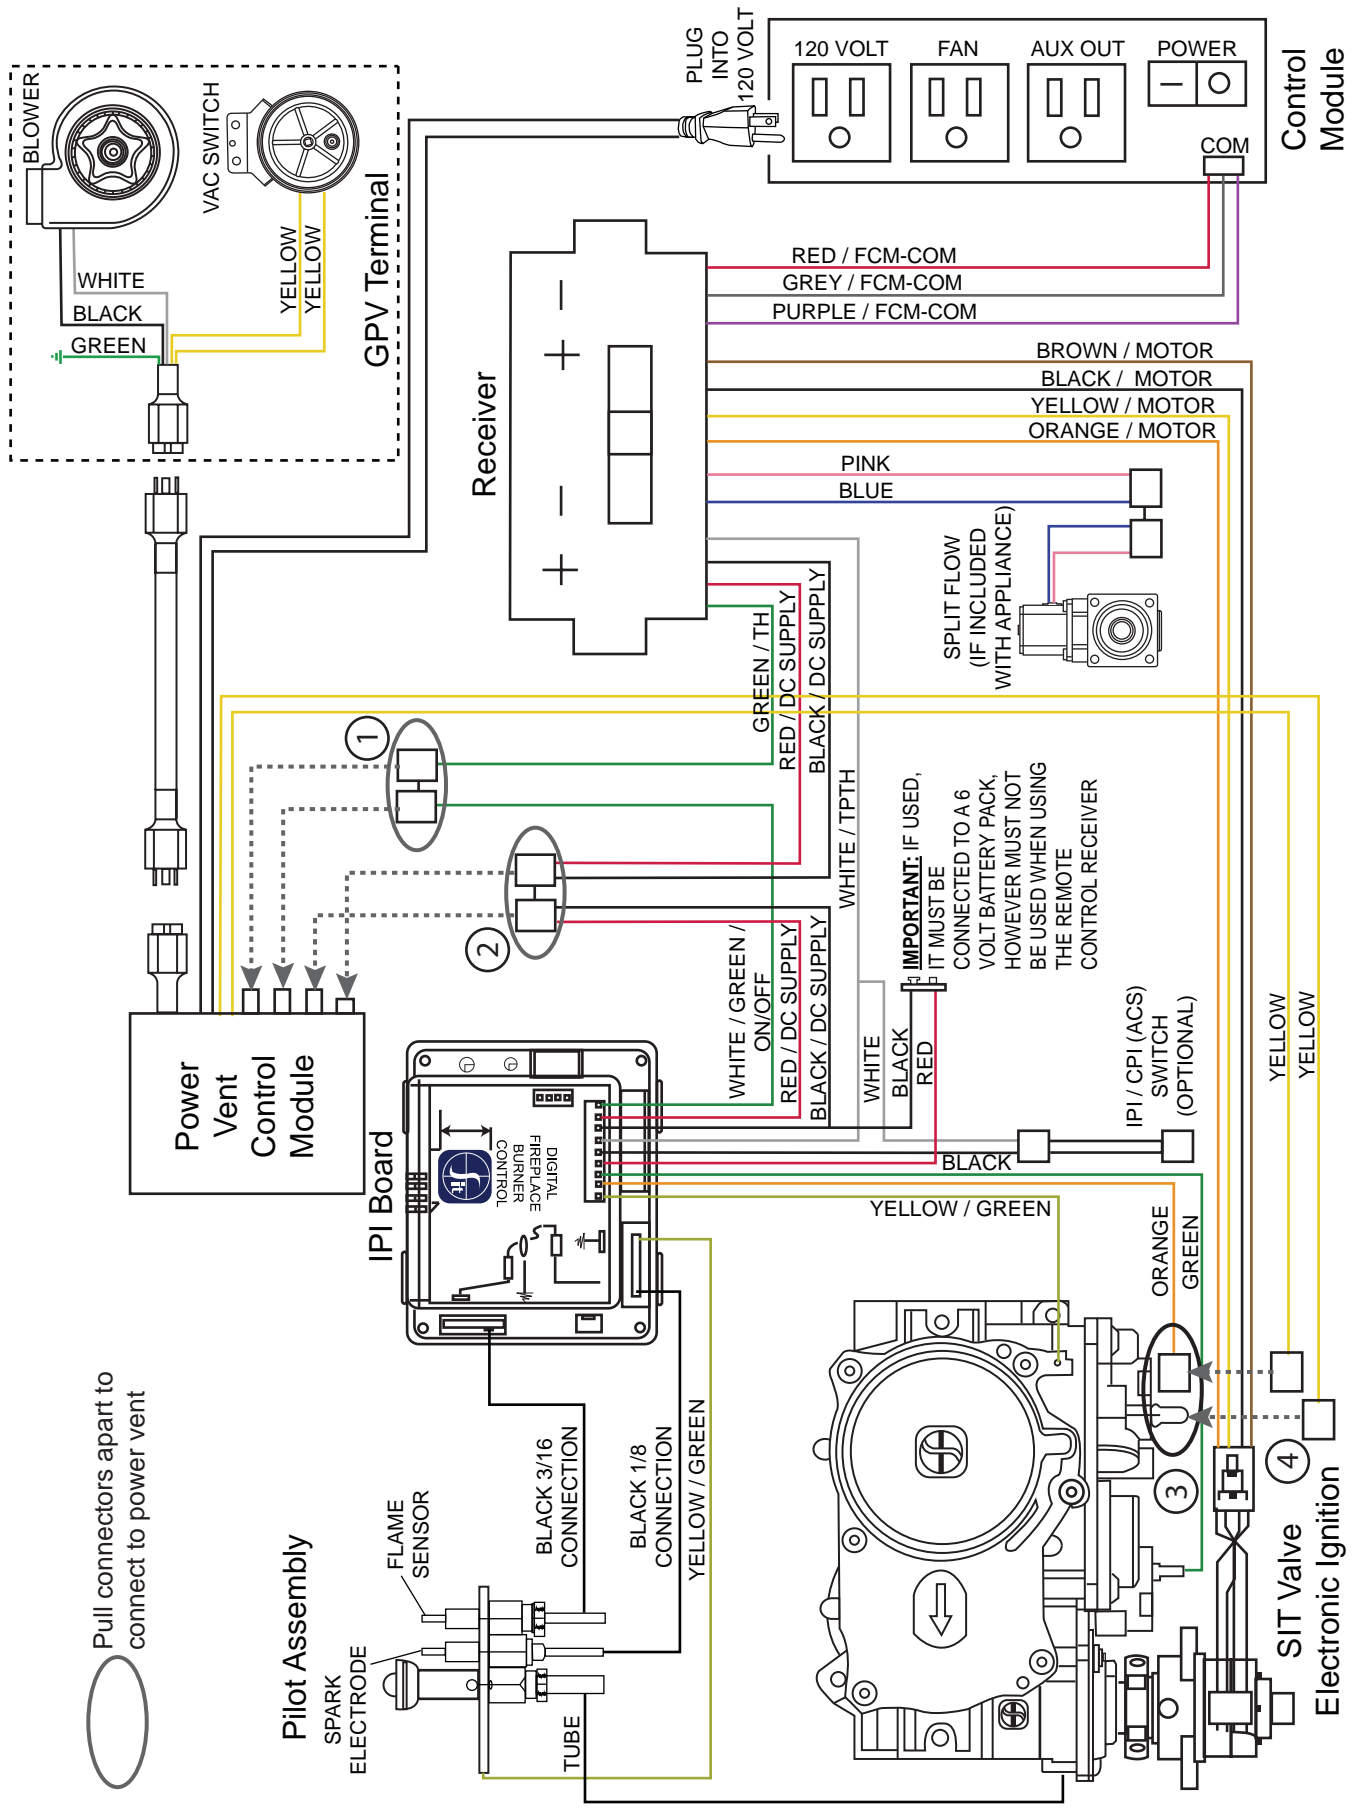 Pull connectors apart to
connect to power vent
Pilot Assembly
FLAME
SENSOR
SPARK
ELECTRODE
TUBE
BLACK 3/16
CONNECTION
BLACK 1/8
CONNECTION
YELLOW / GREEN
IPI Board
DIGITAL
FIREPLACE
BURNER
CONTROL
sit
Power
Vent
Control
Module
1
2
WHITE / GREEN /
ON/OFF
RED / DC SUPPLY
BLACK / DC SUPPLY
GREEN / TH
RED / DC SUPPLY
BLACK / DC SUPPLY
WHITE / TPTH
WHITE
BLACK
RED
BLACK
YELLOW / GREEN
IMPORTANT: IF USED,
IT MUST BE
CONNECTED TO A 6
VOLT BATTERY PACK,
HOWEVER MUST NOT
BE USED WHEN USING
THE REMOTE
CONTROL RECEIVER
IPI / CPI (ACS)
SWITCH
(OPTIONAL)
ORANGE
GREEN
YELLOW
YELLOW
3
4
SIT Valve
Electronic Ignition
BLOWER
VAC SWITCH
WHITE
BLACK
GREEN
YELLOW
YELLOW
GPV Terminal
Receiver
+ − + −
RED / FCM-COM
GREY / FCM-COM
PURPLE / FCM-COM
BROWN / MOTOR
BLACK / MOTOR
YELLOW / MOTOR
ORANGE / MOTOR
PINK
BLUE
SPLIT FLOW
(IF INCLUDED
WITH APPLIANCE)
PLUG
INTO
120 VOLT
120 VOLT
FAN
AUX OUT
POWER
COM
Control
Module